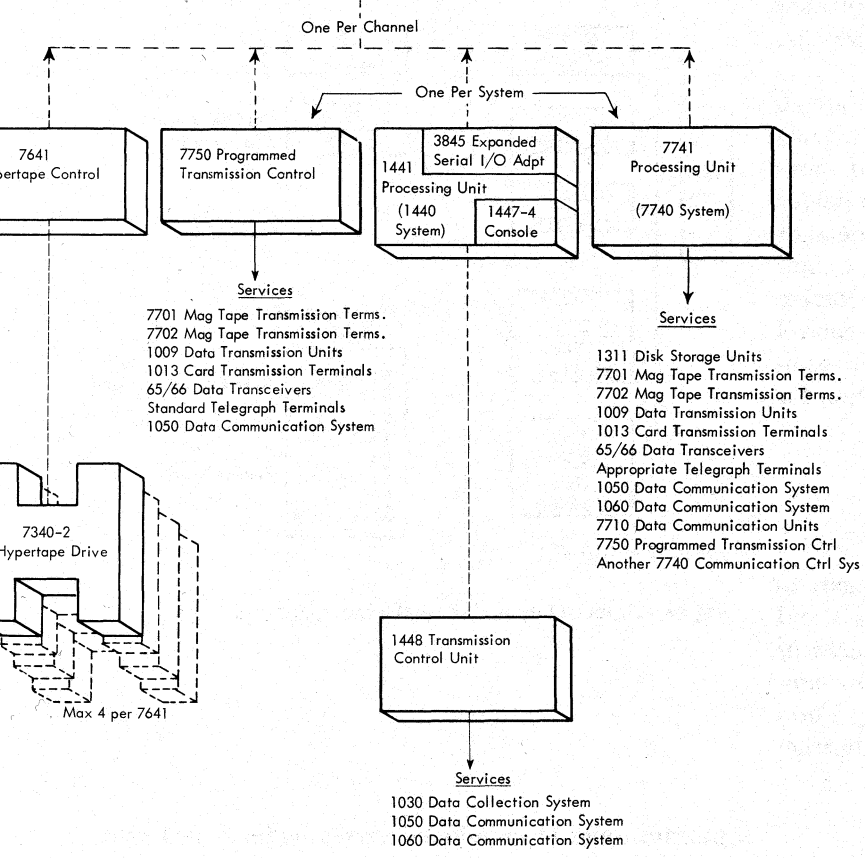 One Per Channel
One Per System
7641
pertape Control
7750 Programmed
Transmission Control
3845 Expanded
Serial I/O Adpt
1441
Processing Unit
(1440
System)
1447-4
Console
7741
Processing Unit
(7740 System)
Services
7701 Mag Tape Transmission Terms.
7702 Mag Tape Transmission Terms.
1009 Data Transmission Units
1013 Card Transmission Terminals
65/66 Data Transceivers
Standard Telegraph Terminals
1050 Data Communication System
Services
1311 Disk Storage Units
7701 Mag Tape Transmission Terms.
7702 Mag Tape Transmission Terms.
1009 Data Transmission Units
1013 Card Transmission Terminals
65/66 Data Transceivers
Appropriate Telegraph Terminals
1050 Data Communication System
1060 Data Communication System
7710 Data Communication Units
7750 Programmed Transmission Ctrl
Another 7740 Communication Ctrl Sys
7340-2
Hypertape Drive
Max 4 per 7641
1448 Transmission
Control Unit
Services
1030 Data Collection System
1050 Data Communication System
1060 Data Communication System